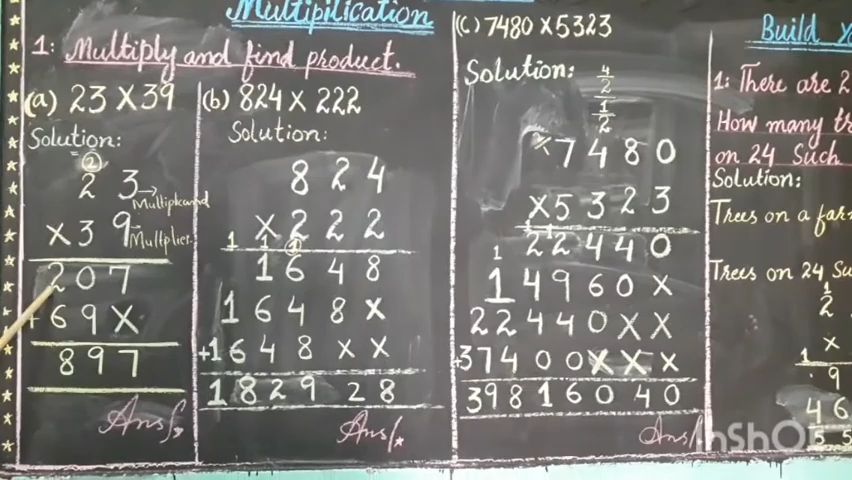 Multiplication
1: Multiply and find product.
(a) 23 X 39
Solution:
2
2 3 → Multiplicand
X 3 9 → Multiplier
2 0 7
+ 6 9 X
8 9 7
Ans/.
(b) 824 X 222
Solution:
8 2 4
X 2 2 2
1 1 1
1 6 4 8
1 6 4 8 X
+1 6 4 8 X X
1 8 2 9 2 8
Ans/.
(C) 7480 X 5323
Solution:
4
2
1
2
7 4 8 0
X 5 3 2 3
1 2 1
2 2 4 4 0
1 4 9 6 0 X
2 2 4 4 0 X X
+3 7 4 0 0 X X X
3 9 8 1 6 0 4 0
Ans/
Build
1: There are 2
How many
on 24 Such
Solution:
Trees on a
Trees on 24
1
2
X
1
9
4 6
5 5
InShOt